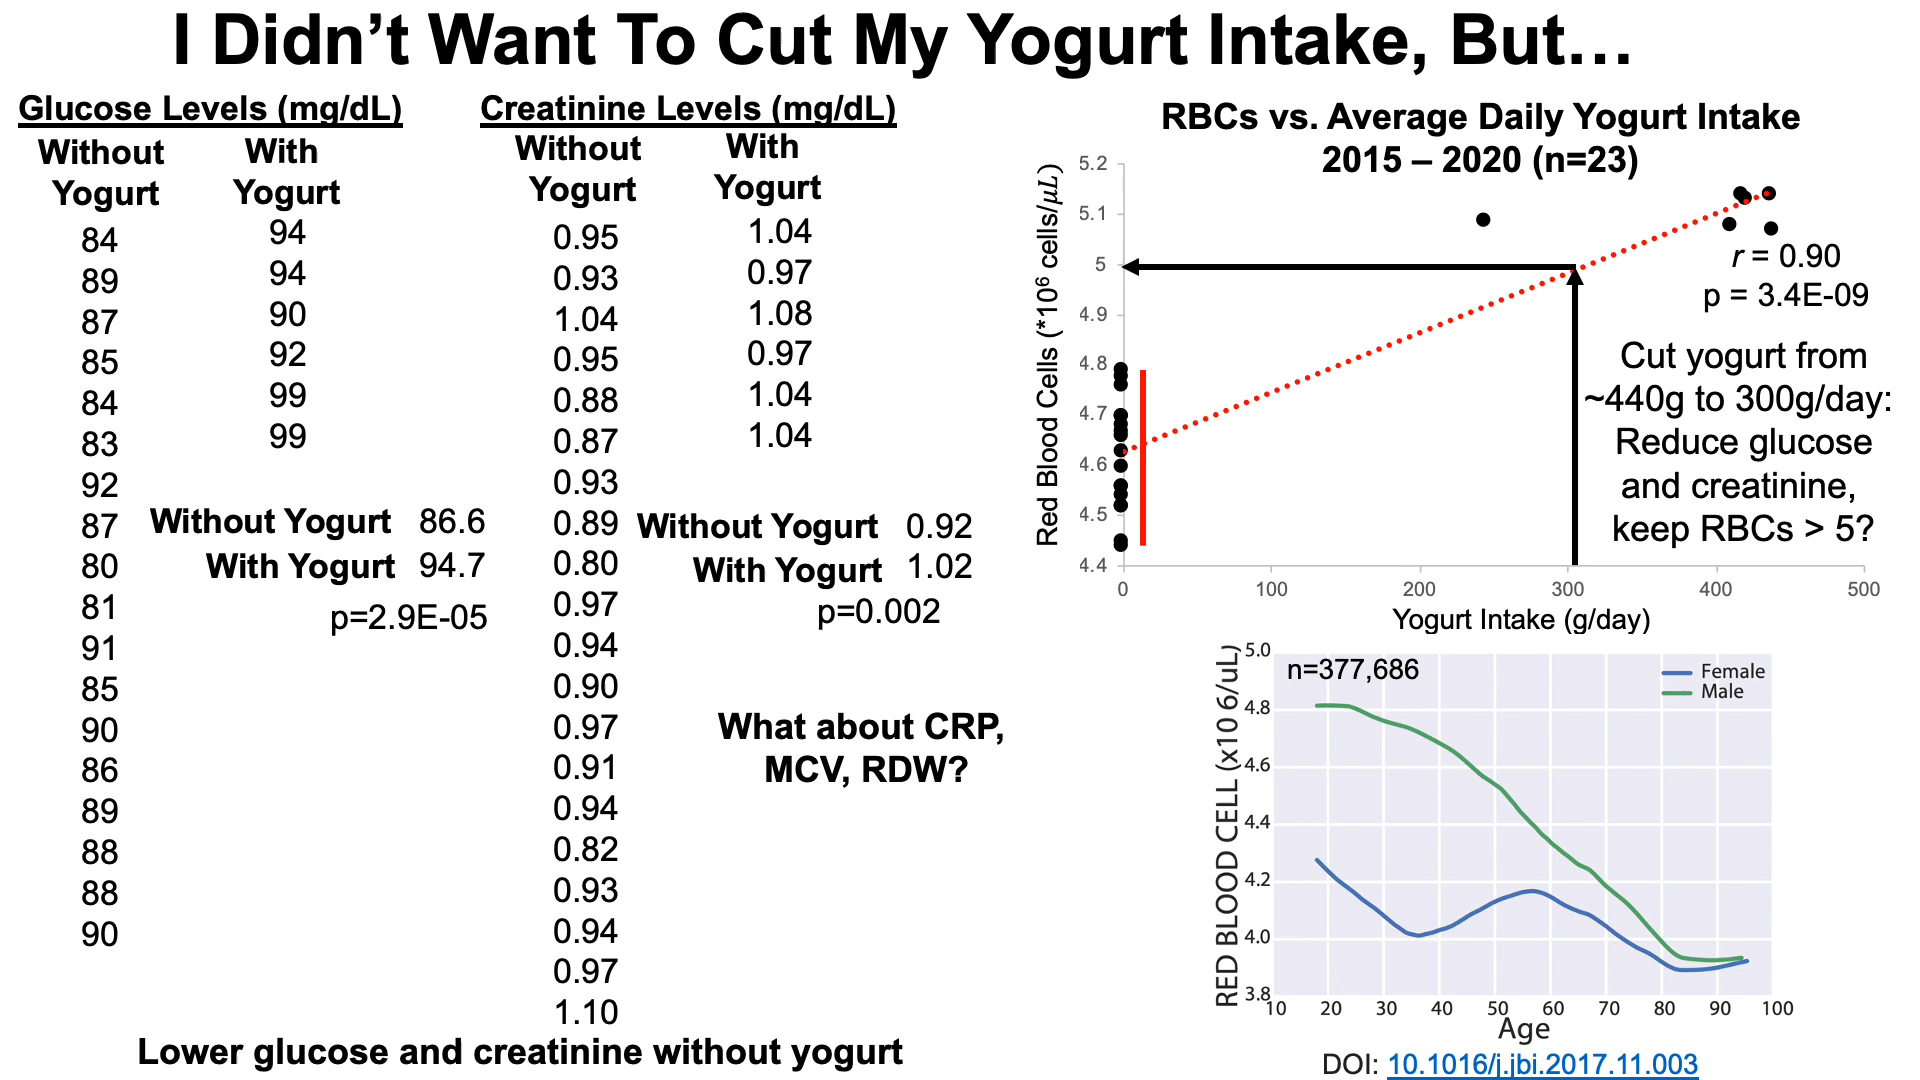 I Didn’t Want To Cut My Yogurt Intake, But…
Glucose Levels (mg/dL)
Without Yogurt
With Yogurt
84
89
87
85
84
83
92
87
80
81
91
85
90
86
89
88
88
90
94
94
90
92
99
99
Without Yogurt 86.6
With Yogurt 94.7
p=2.9E-05
Creatinine Levels (mg/dL)
Without Yogurt
With Yogurt
0.95
0.93
1.04
0.95
0.88
0.87
0.93
0.89
0.80
0.97
0.94
0.90
0.97
0.91
0.94
0.82
0.93
0.94
0.97
1.10
1.04
0.97
1.08
0.97
1.04
1.04
Without Yogurt 0.92
With Yogurt 1.02
p=0.002
What about CRP,
MCV, RDW?
Lower glucose and creatinine without yogurt
RBCs vs. Average Daily Yogurt Intake
2015 – 2020 (n=23)
Red Blood Cells (*10⁶ cells/μL)
5.2
5.1
5
4.9
4.8
4.7
4.6
4.5
4.4
0 100 200 300 400 500
Yogurt Intake (g/day)
r = 0.90
p = 3.4E-09
Cut yogurt from
~440g to 300g/day:
Reduce glucose
and creatinine,
keep RBCs > 5?
n=377,686
Female
Male
RED BLOOD CELL (x10 6/uL)
5.0
4.8
4.6
4.4
4.2
4.0
3.8
10 20 30 40 50 60 70 80 90 100
Age
DOI: 10.1016/j.jbi.2017.11.003